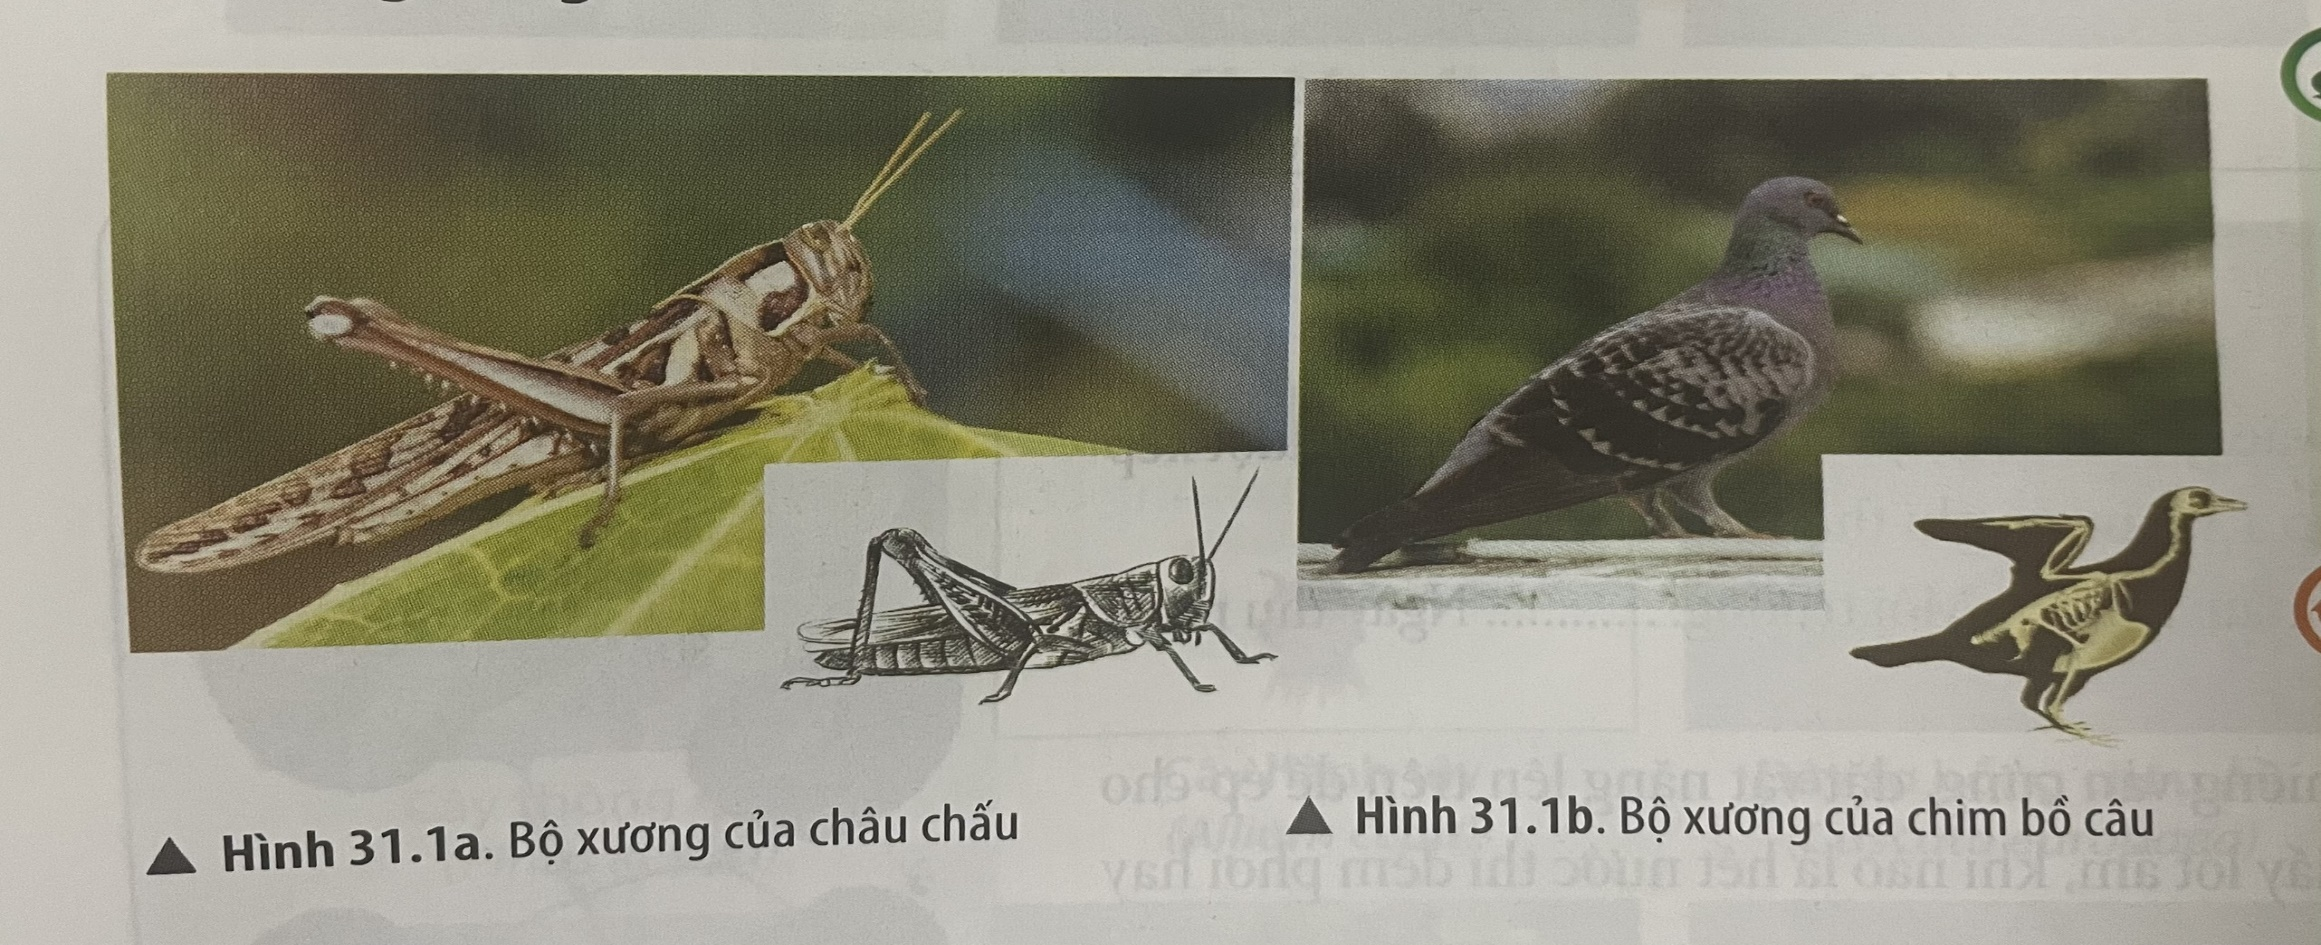 ▲ Hình 31.1a. Bộ xương của châu chấu
▲ Hình 31.1b. Bộ xương của chim bồ câu